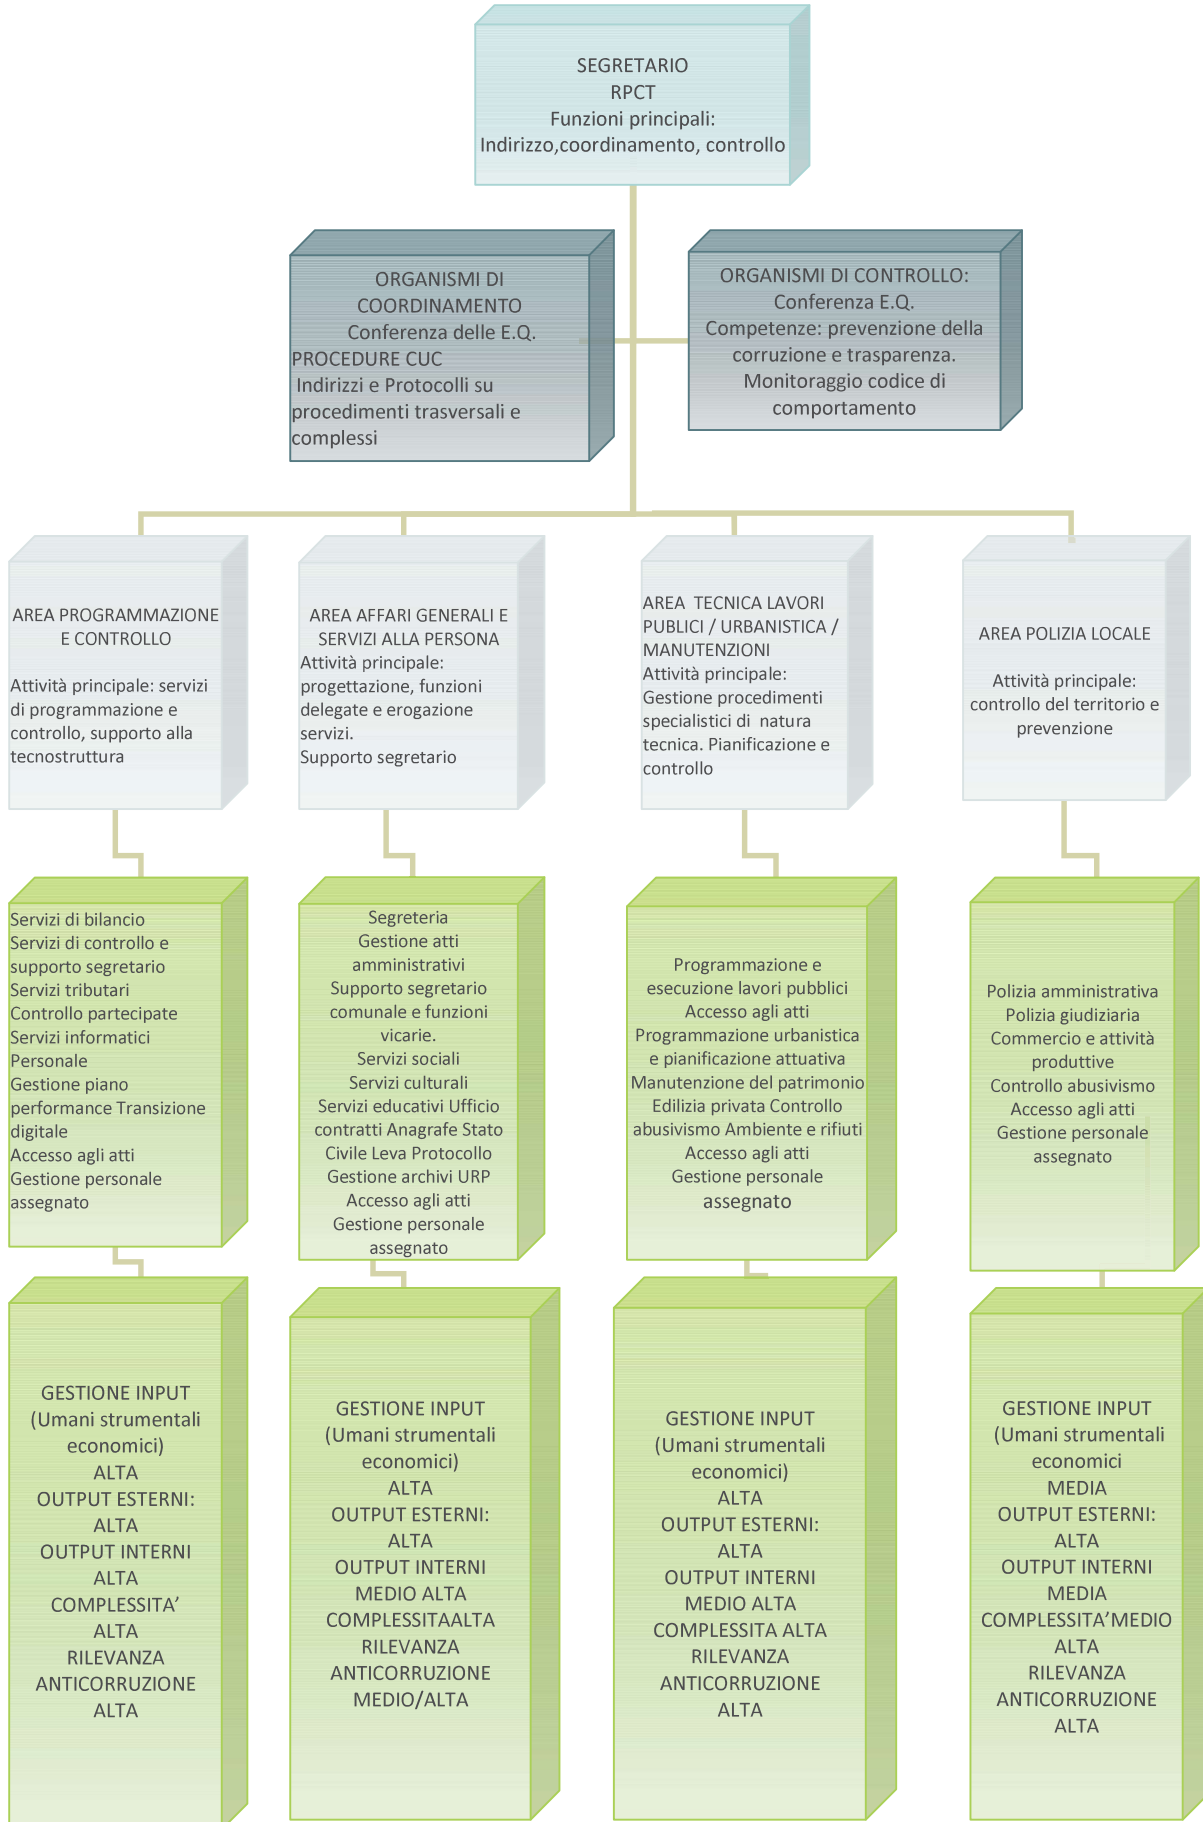 SEGRETARIO
RPCT
Funzioni principali:
Indirizzo,coordinamento, controllo
ORGANISMI DI
COORDINAMENTO
Conferenza delle E.Q.
PROCEDURE CUC
Indirizzi e Protocolli su
procedimenti trasversali e
complessi
ORGANISMI DI CONTROLLO:
Conferenza E.Q.
Competenze: prevenzione della
corruzione e trasparenza.
Monitoraggio codice di
comportamento
AREA PROGRAMMAZIONE
E CONTROLLO
Attività principale: servizi
di programmazione e
controllo, supporto alla
tecnostruttura
AREA AFFARI GENERALI E
SERVIZI ALLA PERSONA
Attività principale:
progettazione, funzioni
delegate e erogazione
servizi.
Supporto segretario
AREA TECNICA LAVORI
PUBLICI / URBANISTICA /
MANUTENZIONI
Attività principale:
Gestione procedimenti
specialistici di natura
tecnica. Pianificazione e
controllo
AREA POLIZIA LOCALE
Attività principale:
controllo del territorio e
prevenzione
Servizi di bilancio
Servizi di controllo e
supporto segretario
Servizi tributari
Controllo partecipate
Servizi informatici
Personale
Gestione piano
performance Transizione
digitale
Accesso agli atti
Gestione personale
assegnato
Segreteria
Gestione atti
amministrativi
Supporto segretario
comunale e funzioni
vicarie.
Servizi sociali
Servizi culturali
Servizi educativi Ufficio
contratti Anagrafe Stato
Civile Leva Protocollo
Gestione archivi URP
Accesso agli atti
Gestione personale
assegnato
Programmazione e
esecuzione lavori pubblici
Accesso agli atti
Programmazione urbanistica
e pianificazione attuativa
Manutenzione del patrimonio
Edilizia privata Controllo
abusivismo Ambiente e rifiuti
Accesso agli atti
Gestione personale
assegnato
Polizia amministrativa
Polizia giudiziaria
Commercio e attività
produttive
Controllo abusivismo
Accesso agli atti
Gestione personale
assegnato
GESTIONE INPUT
(Umani strumentali
economici)
ALTA
OUTPUT ESTERNI:
ALTA
OUTPUT INTERNI
ALTA
COMPLESSITA’
ALTA
RILEVANZA
ANTICORRUZIONE
ALTA
GESTIONE INPUT
(Umani strumentali
economici)
ALTA
OUTPUT ESTERNI:
ALTA
OUTPUT INTERNI
MEDIO ALTA
COMPLESSITAALTA
RILEVANZA
ANTICORRUZIONE
MEDIO/ALTA
GESTIONE INPUT
(Umani strumentali
economici)
ALTA
OUTPUT ESTERNI:
ALTA
OUTPUT INTERNI
MEDIO ALTA
COMPLESSITA ALTA
RILEVANZA
ANTICORRUZIONE
ALTA
GESTIONE INPUT
(Umani strumentali
economici
MEDIA
OUTPUT ESTERNI:
ALTA
OUTPUT INTERNI
MEDIA
COMPLESSITA’MEDIO
ALTA
RILEVANZA
ANTICORRUZIONE
ALTA